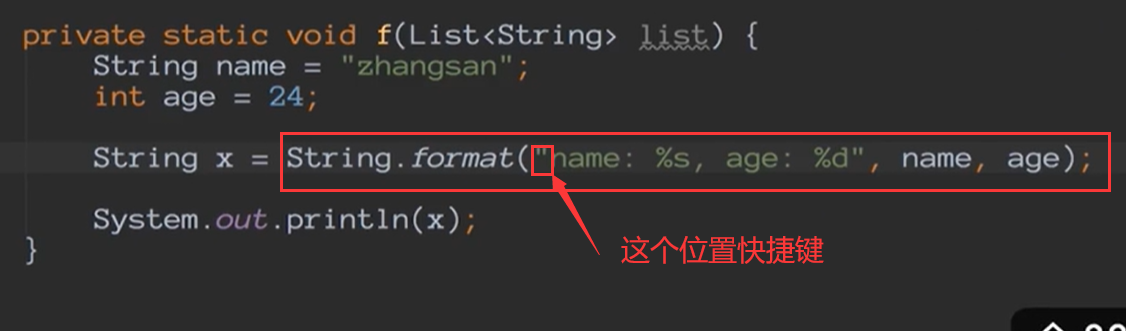 private static void f(List<String> list) {
String name = "zhangsan";
int age = 24;
String x = String.format("name: %s, age: %d", name, age);
System.out.println(x);
}
这个位置快捷键